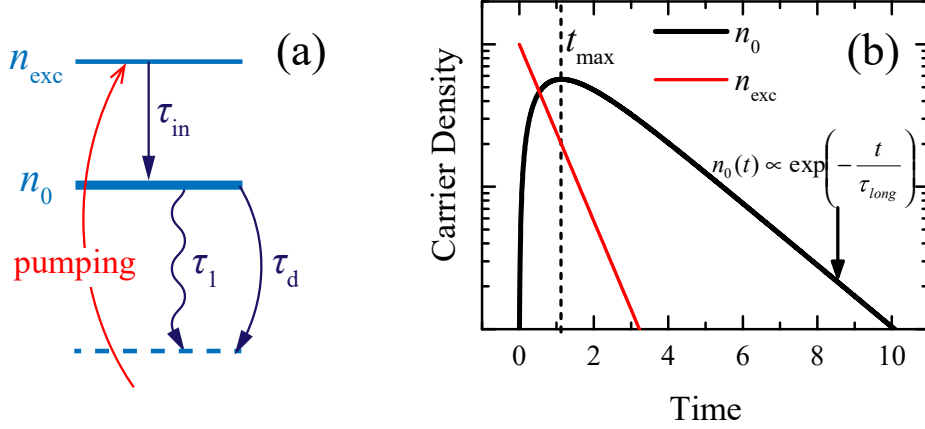 (a)
n_exc
τ_in
n_0
pumping
τ_l
τ_d
(b)
t_max
n_0
n_exc
n_0(t) ∝ exp(−t/τ_long)
Carrier Density
0 2 4 6 8 10
Time